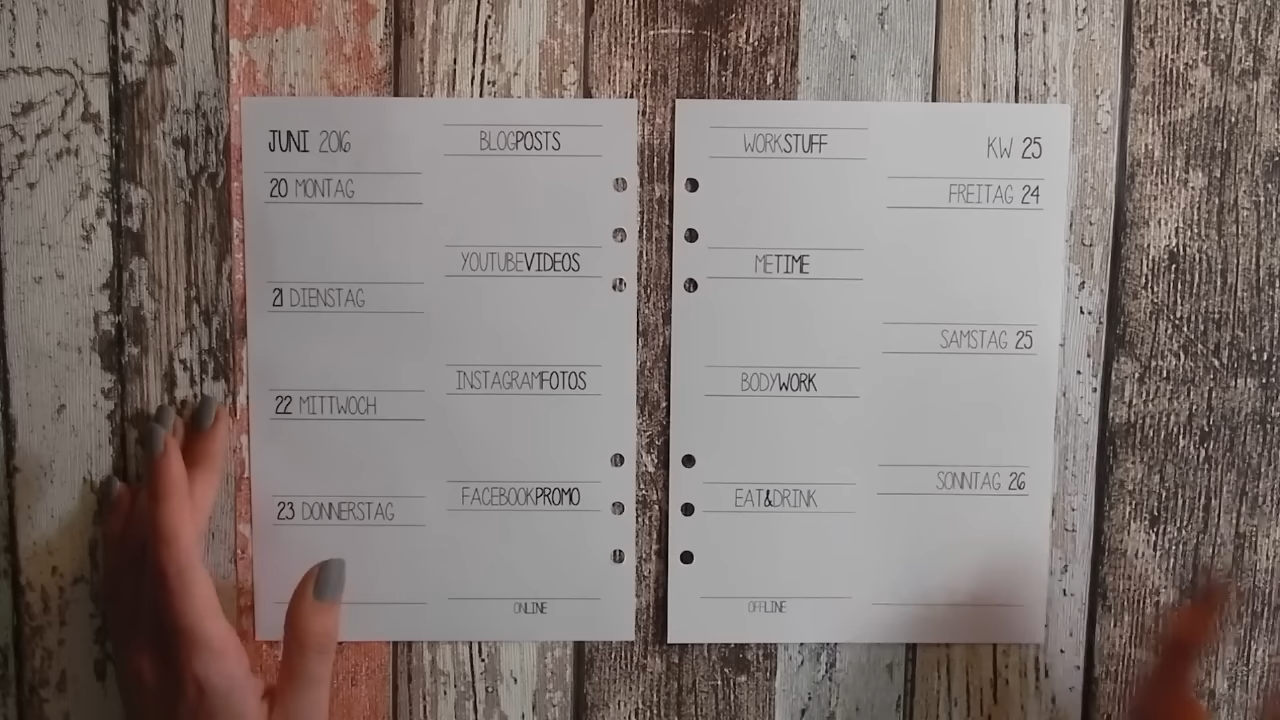 JUNI 2016
20 MONTAG
21 DIENSTAG
22 MITTWOCH
23 DONNERSTAG
BLOGPOSTS
YOUTUBEVIDEOS
INSTAGRAMFOTOS
FACEBOOKPROMO
ONLINE
WORKSTUFF
METIME
BODYWORK
EAT&DRINK
OFFLINE
KW 25
FREITAG 24
SAMSTAG 25
SONNTAG 26